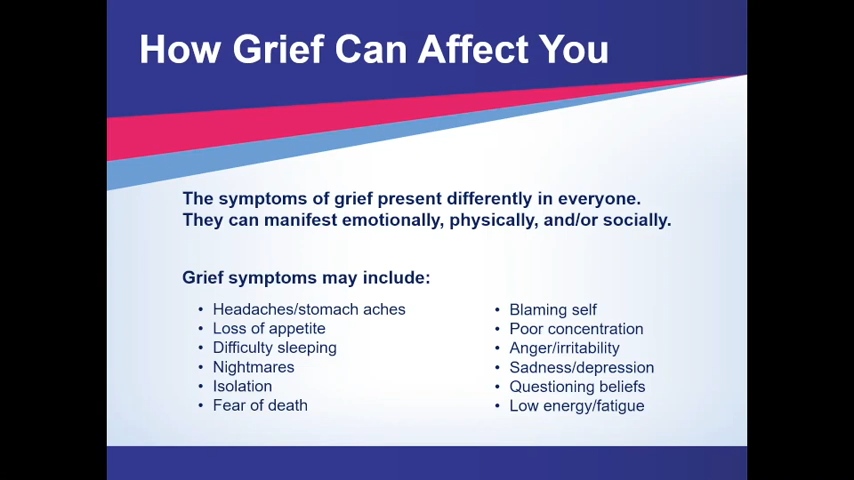 How Grief Can Affect You
The symptoms of grief present differently in everyone.
They can manifest emotionally, physically, and/or socially.
Grief symptoms may include:
• Headaches/stomach aches
• Loss of appetite
• Difficulty sleeping
• Nightmares
• Isolation
• Fear of death
• Blaming self
• Poor concentration
• Anger/irritability
• Sadness/depression
• Questioning beliefs
• Low energy/fatigue